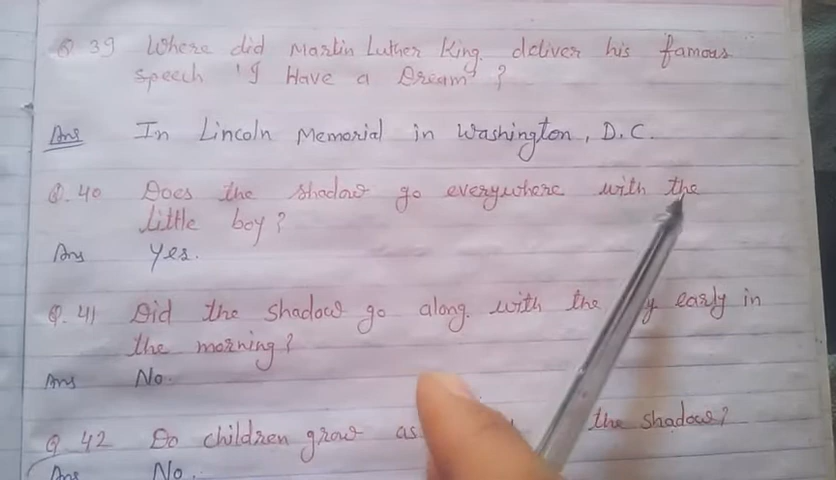 Q. 39 Where did Martin Luther King. deliver his famous
speech 'I Have a Dream' ?
Ans In Lincoln Memorial in Washington, D.C.
Q. 40 Does the shadow go everywhere with the
little boy?
Ans Yes.
Q. 41 Did the shadow go along with the early in
the morning?
Ans No.
Q. 42 Do children grow as the shadow?
Ans No.